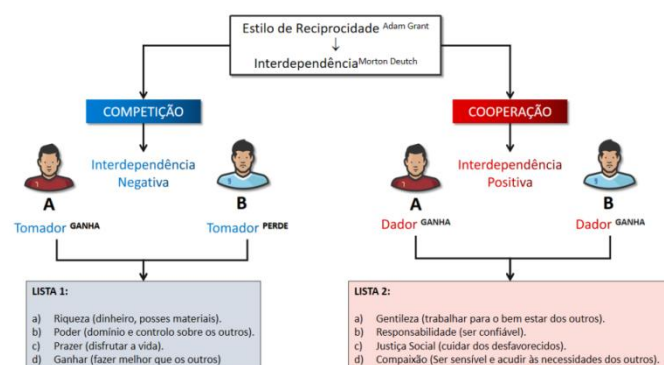 Estilo de Reciprocidade Adam Grant
↓
Interdependência Morton Deutch
COMPETIÇÃO
COOPERAÇÃO
Interdependência
Negativa
Interdependência
Positiva
1
A
B
1
A
B
Tomador GANHA
Tomador PERDE
Dador GANHA
Dador GANHA
LISTA 1:
a) Riqueza (dinheiro, posses materiais).
b) Poder (domínio e controlo sobre os outros).
c) Prazer (disfrutar a vida).
d) Ganhar (fazer melhor que os outros)
LISTA 2:
a) Gentileza (trabalhar para o bem estar dos outros).
b) Responsabilidade (ser confiável).
c) Justiça Social (cuidar dos desfavorecidos).
d) Compaixão (Ser sensível e acudir às necessidades dos outros).